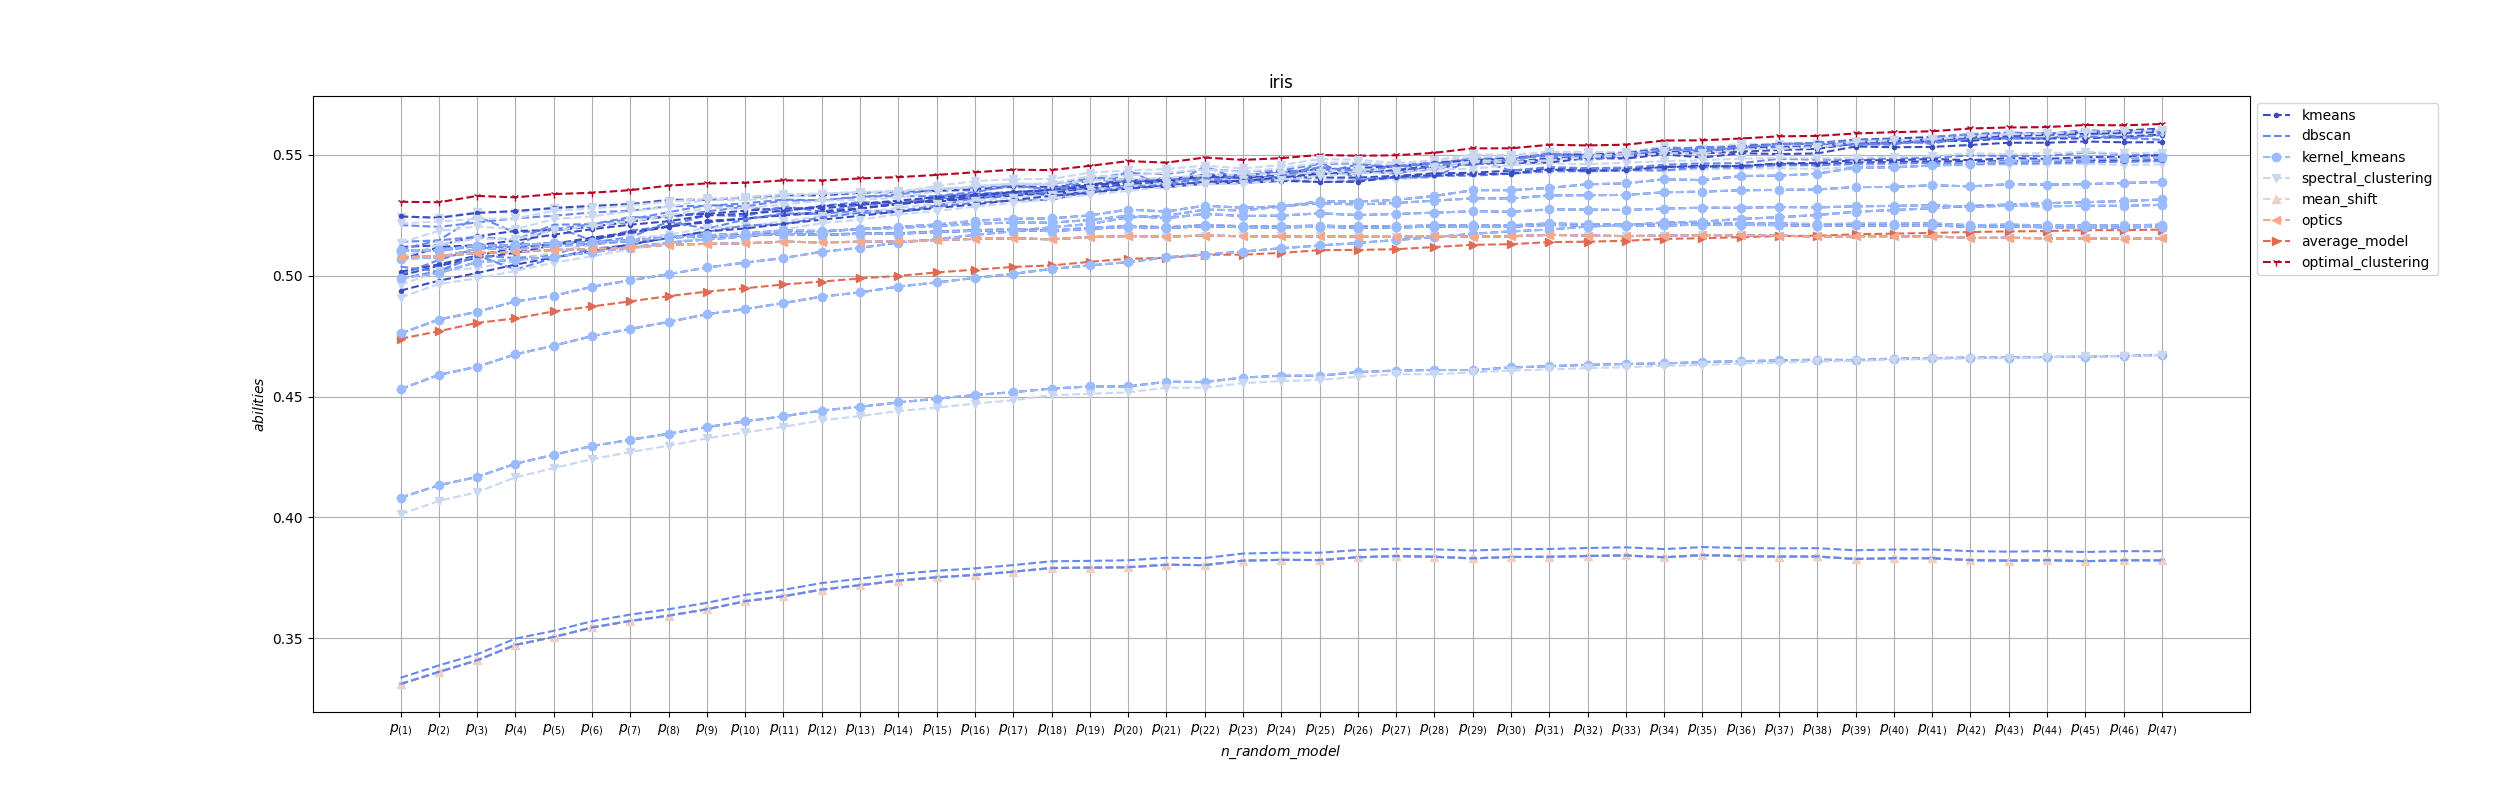 iris
0.55
0.50
0.45
0.40
0.35
abilities
p(1) p(2) p(3) p(4) p(5) p(6) p(7) p(8) p(9) p(10) p(11) p(12) p(13) p(14) p(15) p(16) p(17) p(18) p(19) p(20) p(21) p(22) p(23) p(24) p(25) p(26) p(27) p(28) p(29) p(30) p(31) p(32) p(33) p(34) p(35) p(36) p(37) p(38) p(39) p(40) p(41) p(42) p(43) p(44) p(45) p(46) p(47)
n_random_model
kmeans
dbscan
kernel_kmeans
spectral_clustering
mean_shift
optics
average_model
optimal_clustering